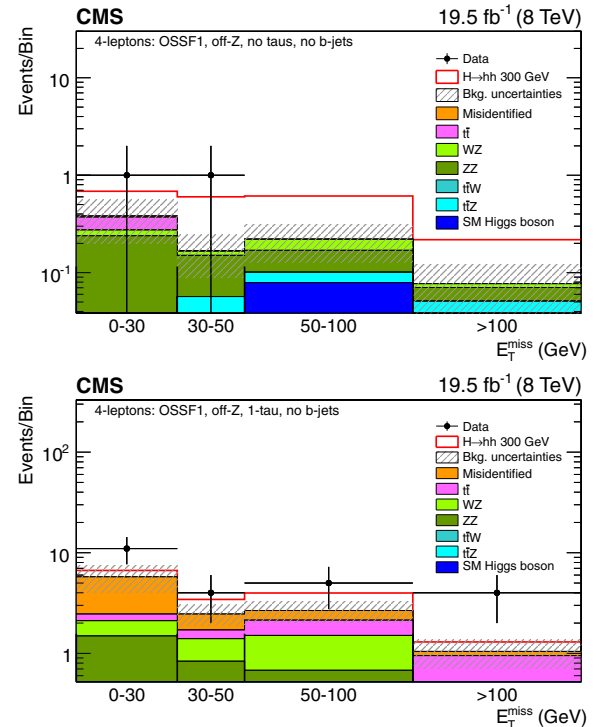 CMS 19.5 fb⁻¹ (8 TeV)
4-leptons: OSSF1, off-Z, no taus, no b-jets
Events/Bin
10
1
10⁻¹
Data
H→hh 300 GeV
Bkg. uncertainties
Misidentified
tt̄
WZ
ZZ
tt̄W
tt̄Z
SM Higgs boson
0-30 30-50 50-100 >100
E_T^miss (GeV)
CMS 19.5 fb⁻¹ (8 TeV)
4-leptons: OSSF1, off-Z, 1-tau, no b-jets
Events/Bin
10²
10
1
Data
H→hh 300 GeV
Bkg. uncertainties
Misidentified
tt̄
WZ
ZZ
tt̄W
tt̄Z
SM Higgs boson
0-30 30-50 50-100 >100
E_T^miss (GeV)